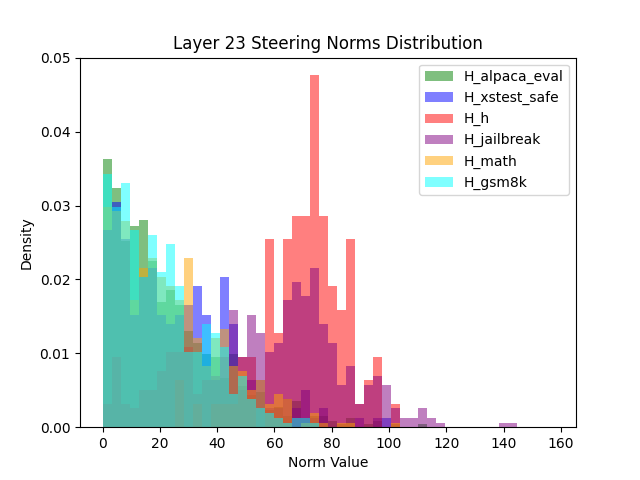 Layer 23 Steering Norms Distribution
0.05
0.04
0.03
0.02
0.01
0.00
Density
H_alpaca_eval
H_xstest_safe
H_h
H_jailbreak
H_math
H_gsm8k
0 20 40 60 80 100 120 140 160
Norm Value